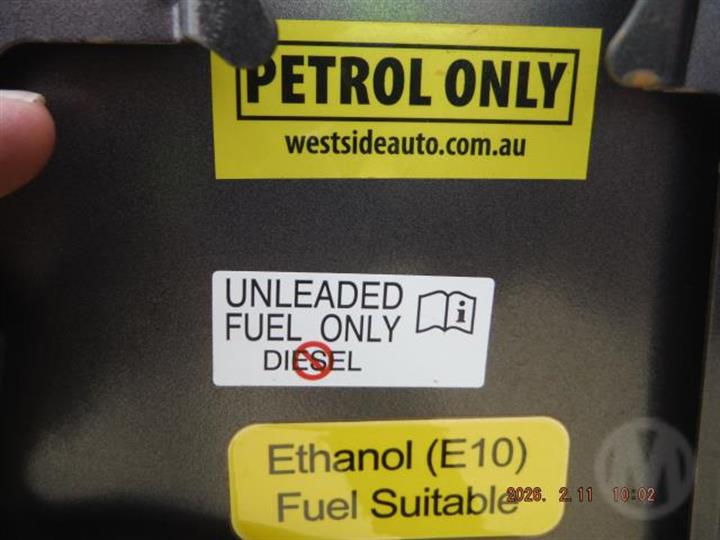 PETROL ONLY
westsideauto.com.au
UNLEADED
FUEL ONLY
DIESEL
i
Ethanol (E10)
Fuel Suitable
2026. 2.11 10:02
M